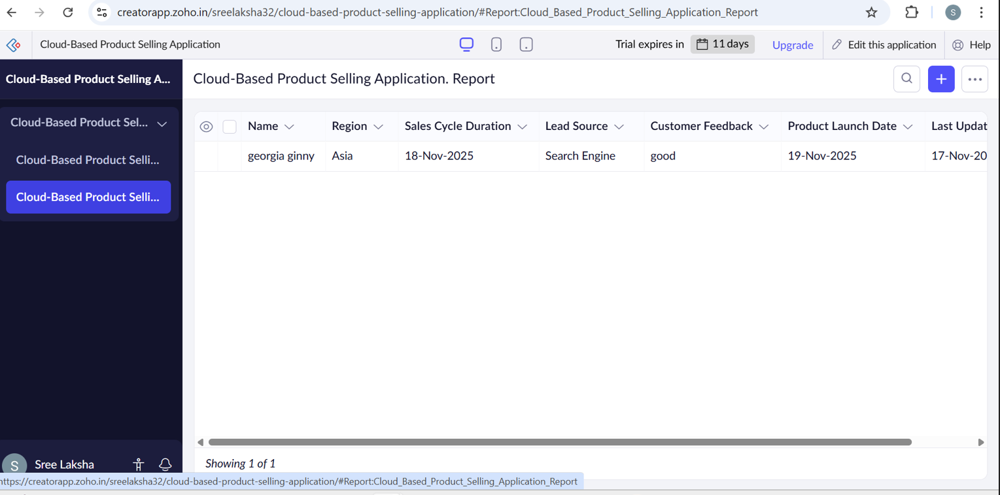 creatorapp.zoho.in/sreelaksha32/cloud-based-product-selling-application/#Report:Cloud_Based_Product_Selling_Application_Report
S
Cloud-Based Product Selling Application
Trial expires in 11 days Upgrade Edit this application Help
Cloud-Based Product Selling A...
Cloud-Based Product Selling Application. Report
Cloud-Based Product Sel...
Cloud-Based Product Selli...
Cloud-Based Product Selli...
Name Region Sales Cycle Duration Lead Source Customer Feedback Product Launch Date Last Updat
georgia ginny Asia 18-Nov-2025 Search Engine good 19-Nov-2025 17-Nov-20
Showing 1 of 1
S Sree Laksha
https://creatorapp.zoho.in/sreelaksha32/cloud-based-product-selling-application/#Report:Cloud_Based_Product_Selling_Application_Report